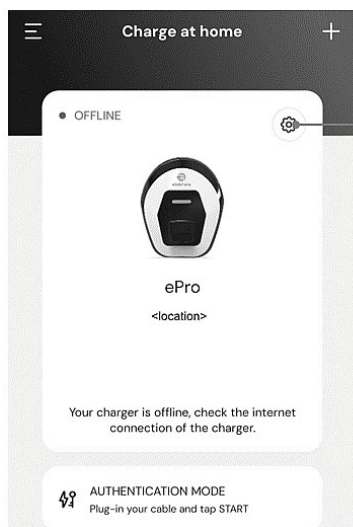 Charge at home
OFFLINE
ePro
<location>
Your charger is offline, check the internet
connection of the charger.
AUTHENTICATION MODE
Plug-in your cable and tap START